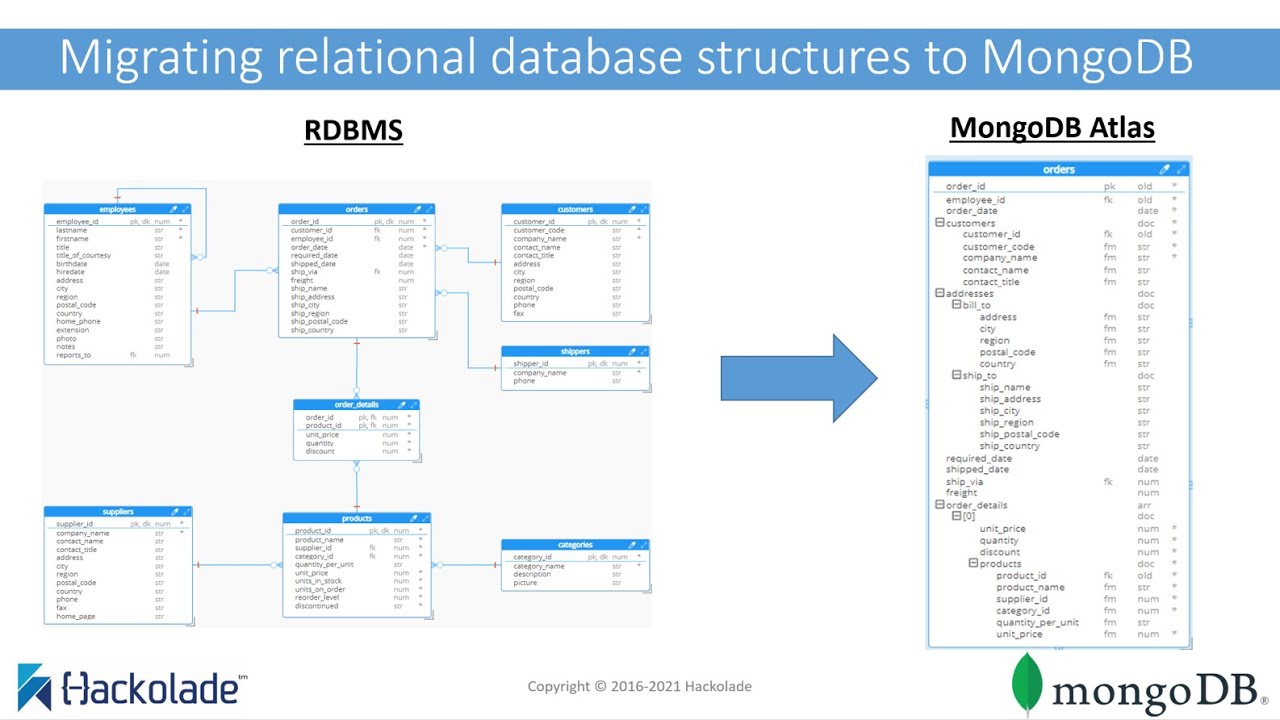 Migrating relational database structures to MongoDB
RDBMS
MongoDB Atlas
employees
employee_id pk, dk num *
lastname str *
firstname str *
title str
title_of_courtesy str
birthdate date
hiredate date
address str
city str
region str
postal_code str
country str
home_phone str
extension str
photo str
notes str
reports_to fk num
orders
order_id pk, dk num *
customer_id fk num *
employee_id fk num *
order_date date *
required_date date
shipped_date date
ship_via fk num
freight num
ship_name str
ship_address str
ship_city str
ship_region str
ship_postal_code str
ship_country str
customers
customer_id pk, dk num *
customer_code str *
company_name str *
contact_name str
contact_title str
address str
city str
region str
postal_code str
country str
phone str
fax str
shippers
shipper_id pk, dk num *
company_name str *
phone str
order_details
order_id pk, fk num *
product_id pk, fk num *
unit_price num *
quantity num *
discount num *
suppliers
supplier_id pk, dk num *
company_name str *
contact_name str
contact_title str
address str
city str
region str
postal_code str
country str
phone str
fax str
home_page str
products
product_id pk, dk num *
product_name str *
supplier_id fk num *
category_id fk num *
quantity_per_unit str
unit_price num *
units_in_stock num *
units_on_order num *
reorder_level num *
discontinued str *
categories
category_id pk, dk num *
category_name str *
description str
picture str
orders
order_id pk old *
employee_id fk old *
order_date date *
customers doc *
customer_id fk old *
customer_code fm str *
company_name fm str *
contact_name fm str
contact_title fm str
addresses doc
bill_to doc
address fm str
city fm str
region fm str
postal_code fm str
country fm str
ship_to doc
ship_name str
ship_address str
ship_city str
ship_region str
ship_postal_code str
ship_country str
required_date date
shipped_date date
ship_via fk num
freight num
order_details arr
[0] doc
unit_price num *
quantity num *
discount num *
products doc *
product_id fk old *
product_name fm str *
supplier_id fm num *
category_id fm num *
quantity_per_unit fm str
unit_price fm num *
Hackolade™
Copyright © 2016-2021 Hackolade
mongoDB®